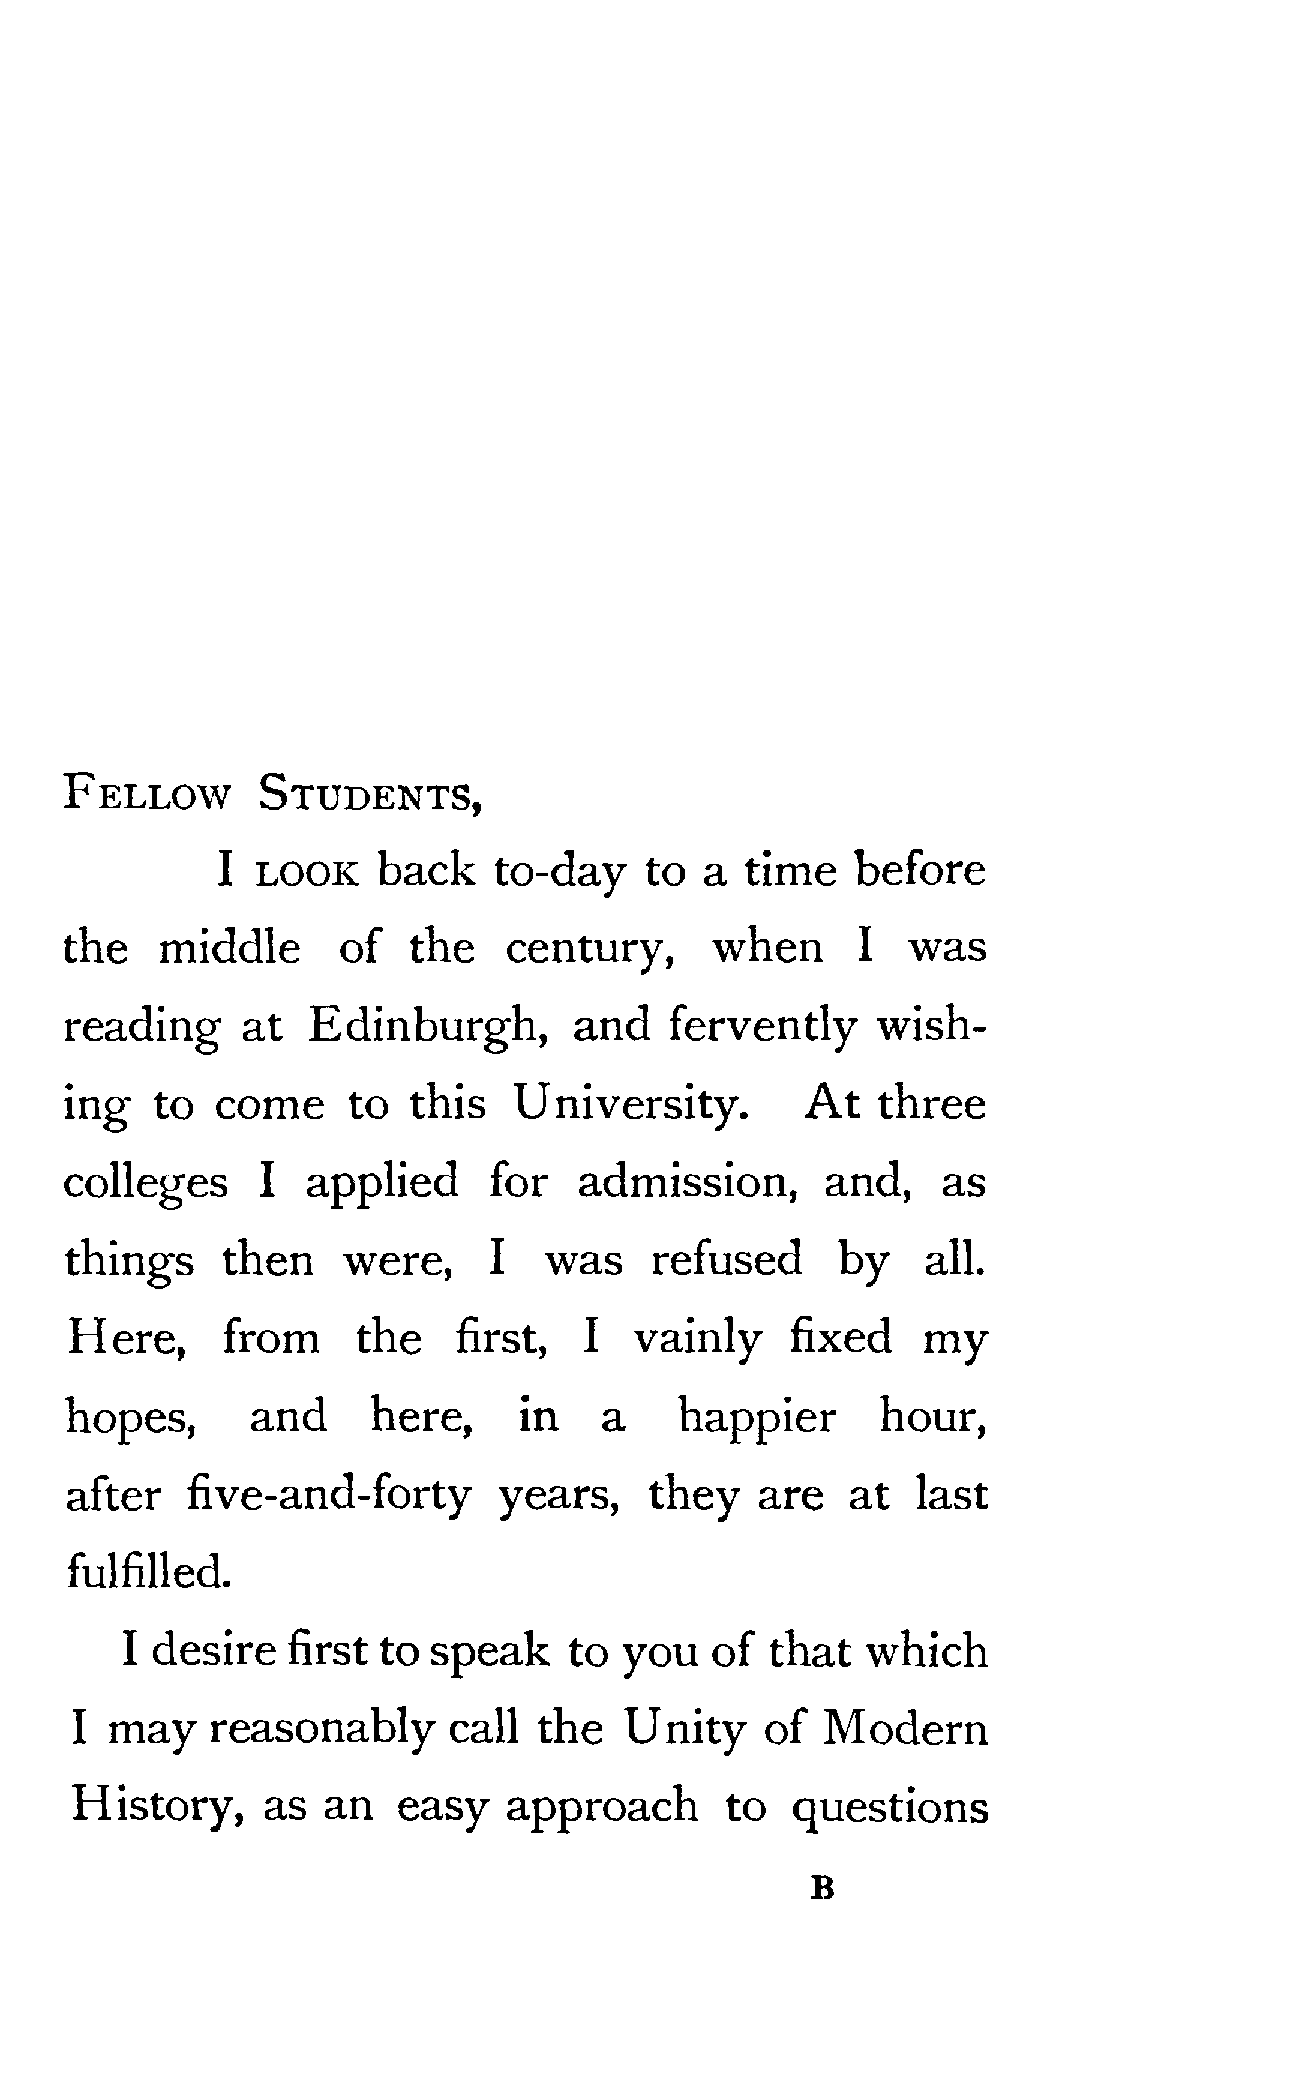 FELLOW STUDENTS,
I LOOK back to-day to a time before
the middle of the century, when I was
reading at Edinburgh, and fervently wish-
ing to come to this University. At three
colleges I applied for admission, and, as
things then were, I was refused by all.
Here, from the first, I vainly fixed my
hopes, and here, in a happier hour,
after five-and-forty years, they are at last
fulfilled.
I desire first to speak to you of that which
I may reasonably call the Unity of Modern
History, as an easy approach to questions
B